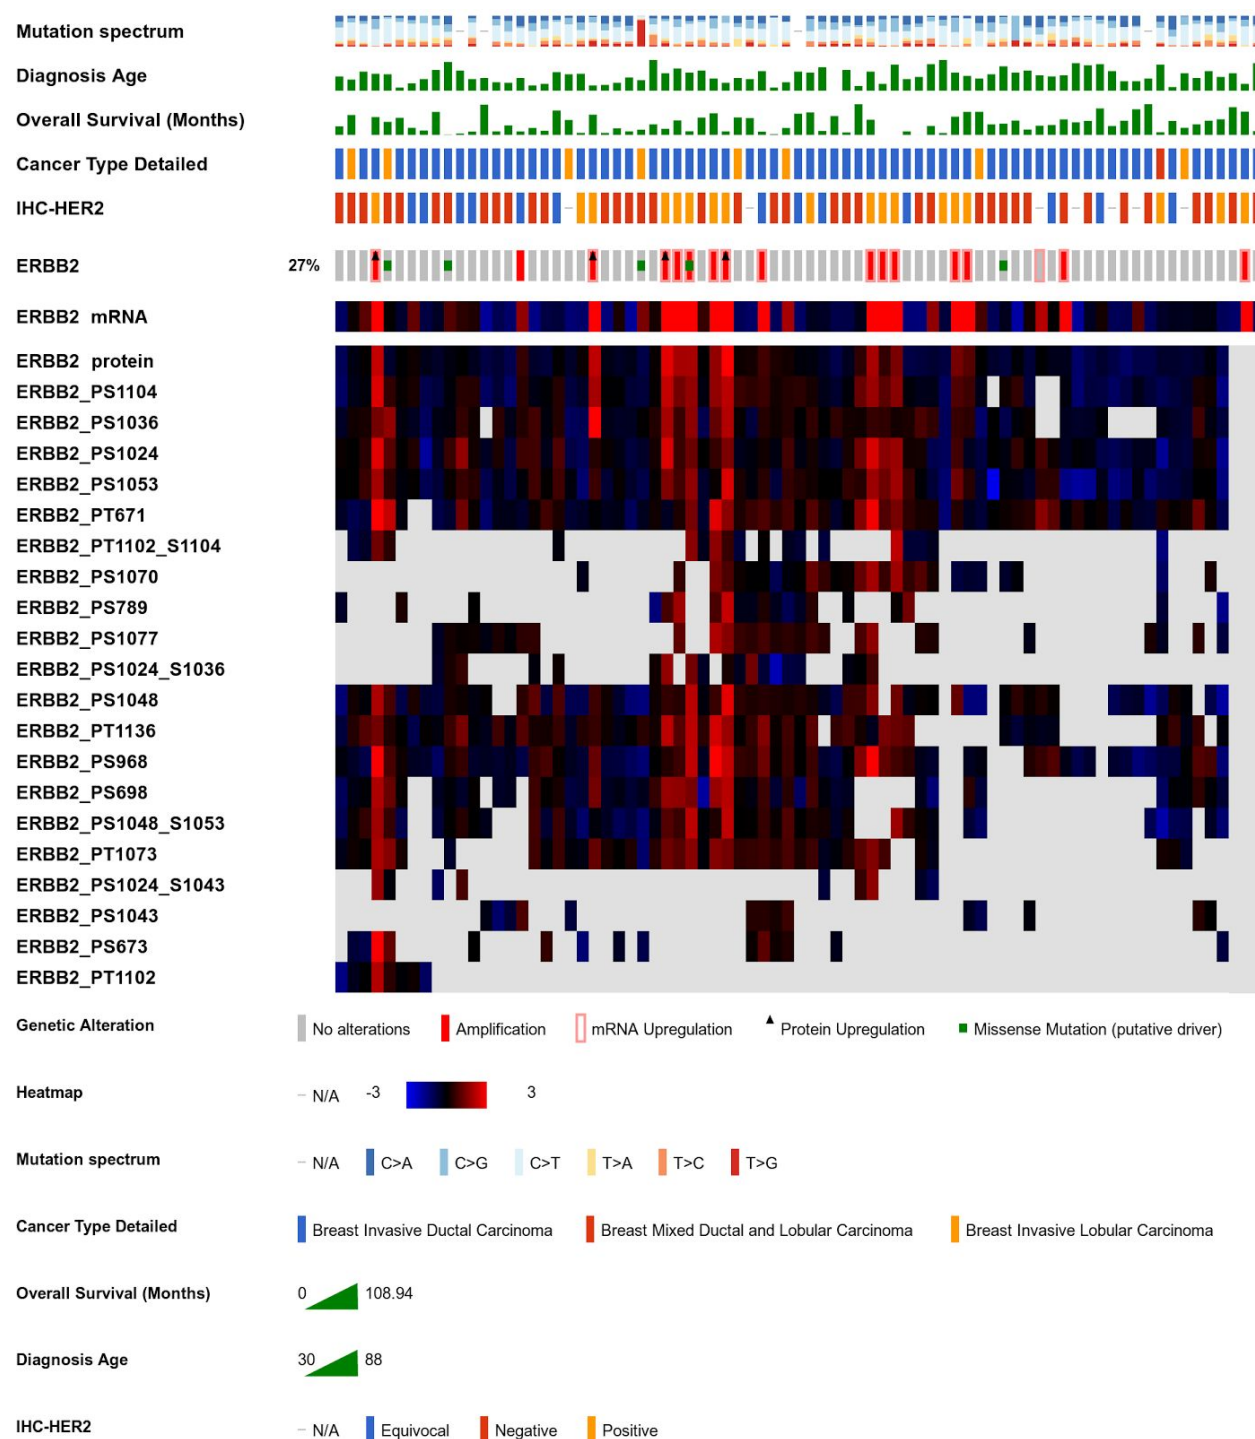 Mutation spectrum
Diagnosis Age
Overall Survival (Months)
Cancer Type Detailed
IHC-HER2
ERBB2 27%
ERBB2 mRNA
ERBB2 protein
ERBB2_PS1104
ERBB2_PS1036
ERBB2_PS1024
ERBB2_PS1053
ERBB2_PT671
ERBB2_PT1102_S1104
ERBB2_PS1070
ERBB2_PS789
ERBB2_PS1077
ERBB2_PS1024_S1036
ERBB2_PS1048
ERBB2_PT1136
ERBB2_PS968
ERBB2_PS698
ERBB2_PS1048_S1053
ERBB2_PT1073
ERBB2_PS1024_S1043
ERBB2_PS1043
ERBB2_PS673
ERBB2_PT1102
Genetic Alteration No alterations Amplification mRNA Upregulation Protein Upregulation Missense Mutation (putative driver)
Heatmap N/A -3 3
Mutation spectrum N/A C>A C>G C>T T>A T>C T>G
Cancer Type Detailed Breast Invasive Ductal Carcinoma Breast Mixed Ductal and Lobular Carcinoma Breast Invasive Lobular Carcinoma
Overall Survival (Months) 0 108.94
Diagnosis Age 30 88
IHC-HER2 N/A Equivocal Negative Positive